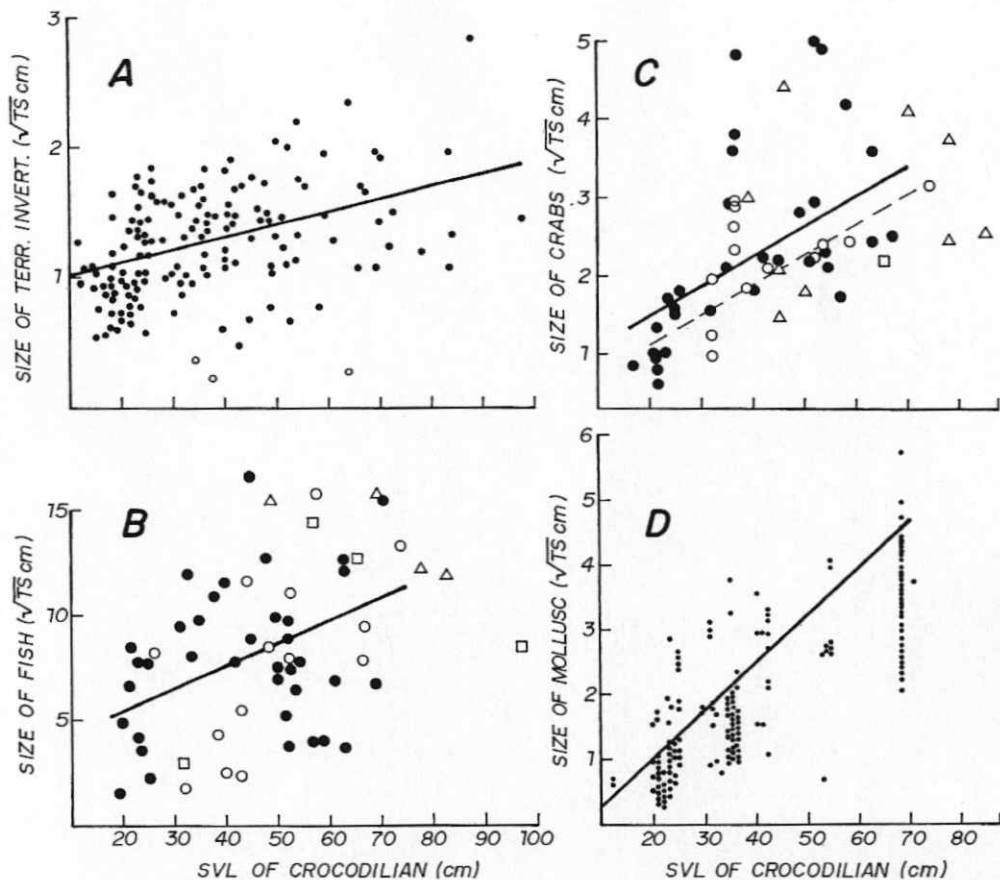 3
2
1
SIZE OF TERR. INVERT. (√TS cm)
A
5
4
3
2
1
SIZE OF CRABS (√TS cm)
C
15
10
5
SIZE OF FISH (√TS cm)
B
20 30 40 50 60 70 80 90 100
SVL OF CROCODILIAN (cm)
6
5
4
3
2
1
SIZE OF MOLLUSC (√TS cm)
D
20 30 40 50 60 70 80
SVL OF CROCODILIAN (cm)